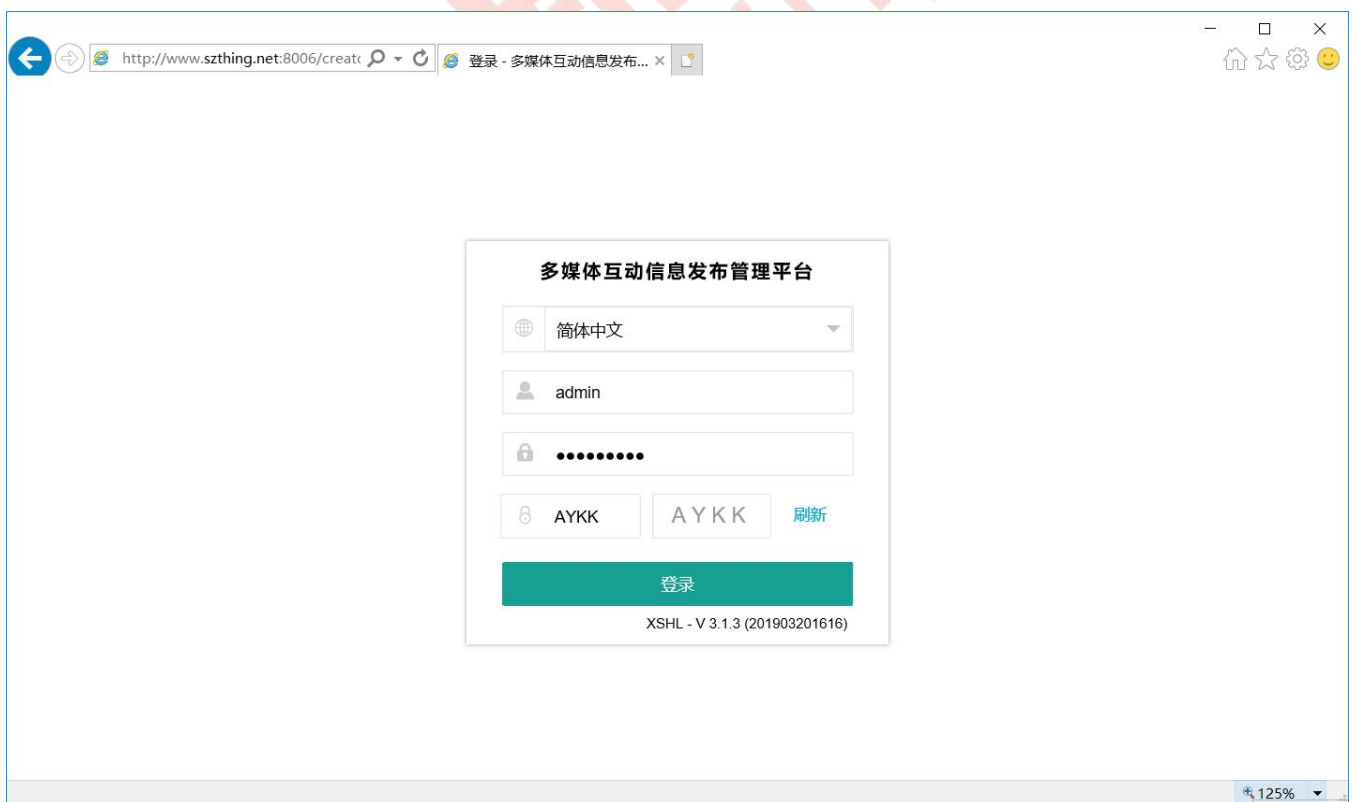 http://www.szthing.net:8006/creat
登录 - 多媒体互动信息发布...
多媒体互动信息发布管理平台
简体中文
admin
•••••••••
AYKK
AYKK
刷新
登录
XSHL - V 3.1.3 (201903201616)
125%